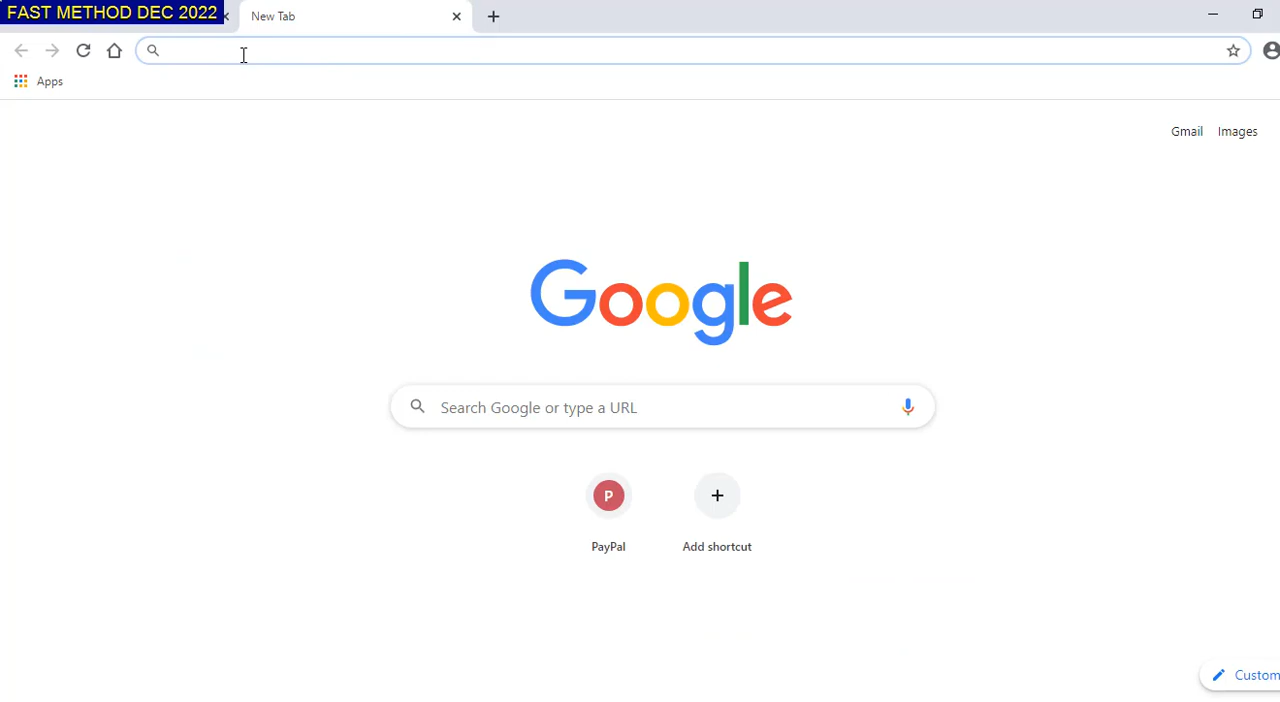 FAST METHOD DEC 2022
New Tab
Apps
Gmail
Images
Google
Search Google or type a URL
P
PayPal
Add shortcut
Custom